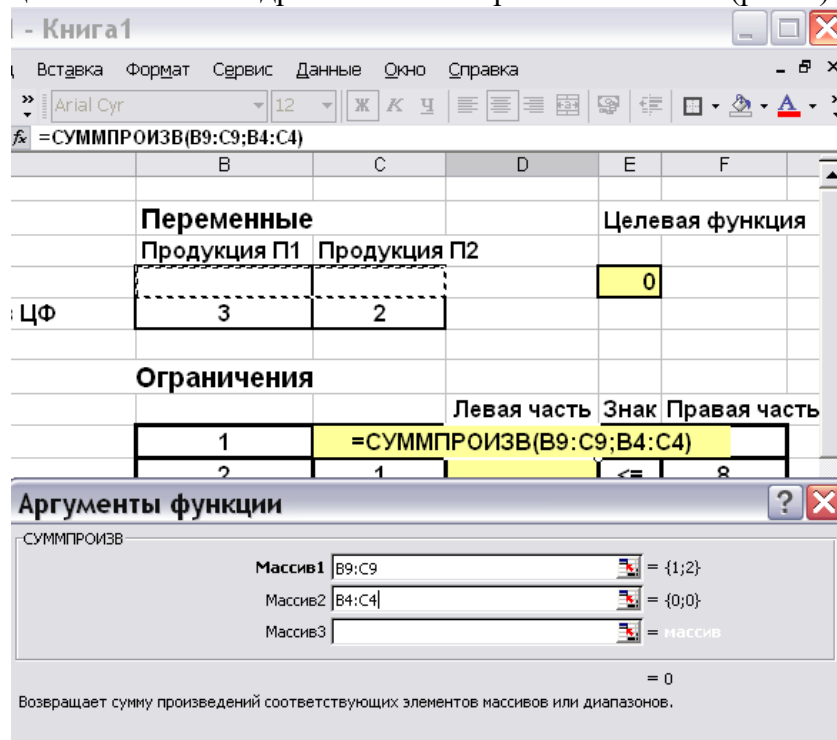 - Книга1
Вставка Формат Сервис Данные Окно Справка
Arial Cyr 12 Ж К Ч
fx =СУММПРОИЗВ(B9:C9;B4:C4)
B C D E F
Переменные Целевая функция
Продукция П1 Продукция П2
0
ЦФ 3 2
Ограничения
Левая часть Знак Правая часть
1 =СУММПРОИЗВ(B9:C9;B4:C4)
2 1 <= 8
Аргументы функции
СУММПРОИЗВ
Массив1 B9:C9 = {1;2}
Массив2 B4:C4 = {0;0}
Массив3 = массив
= 0
Возвращает сумму произведений соответствующих элементов массивов или диапазонов.